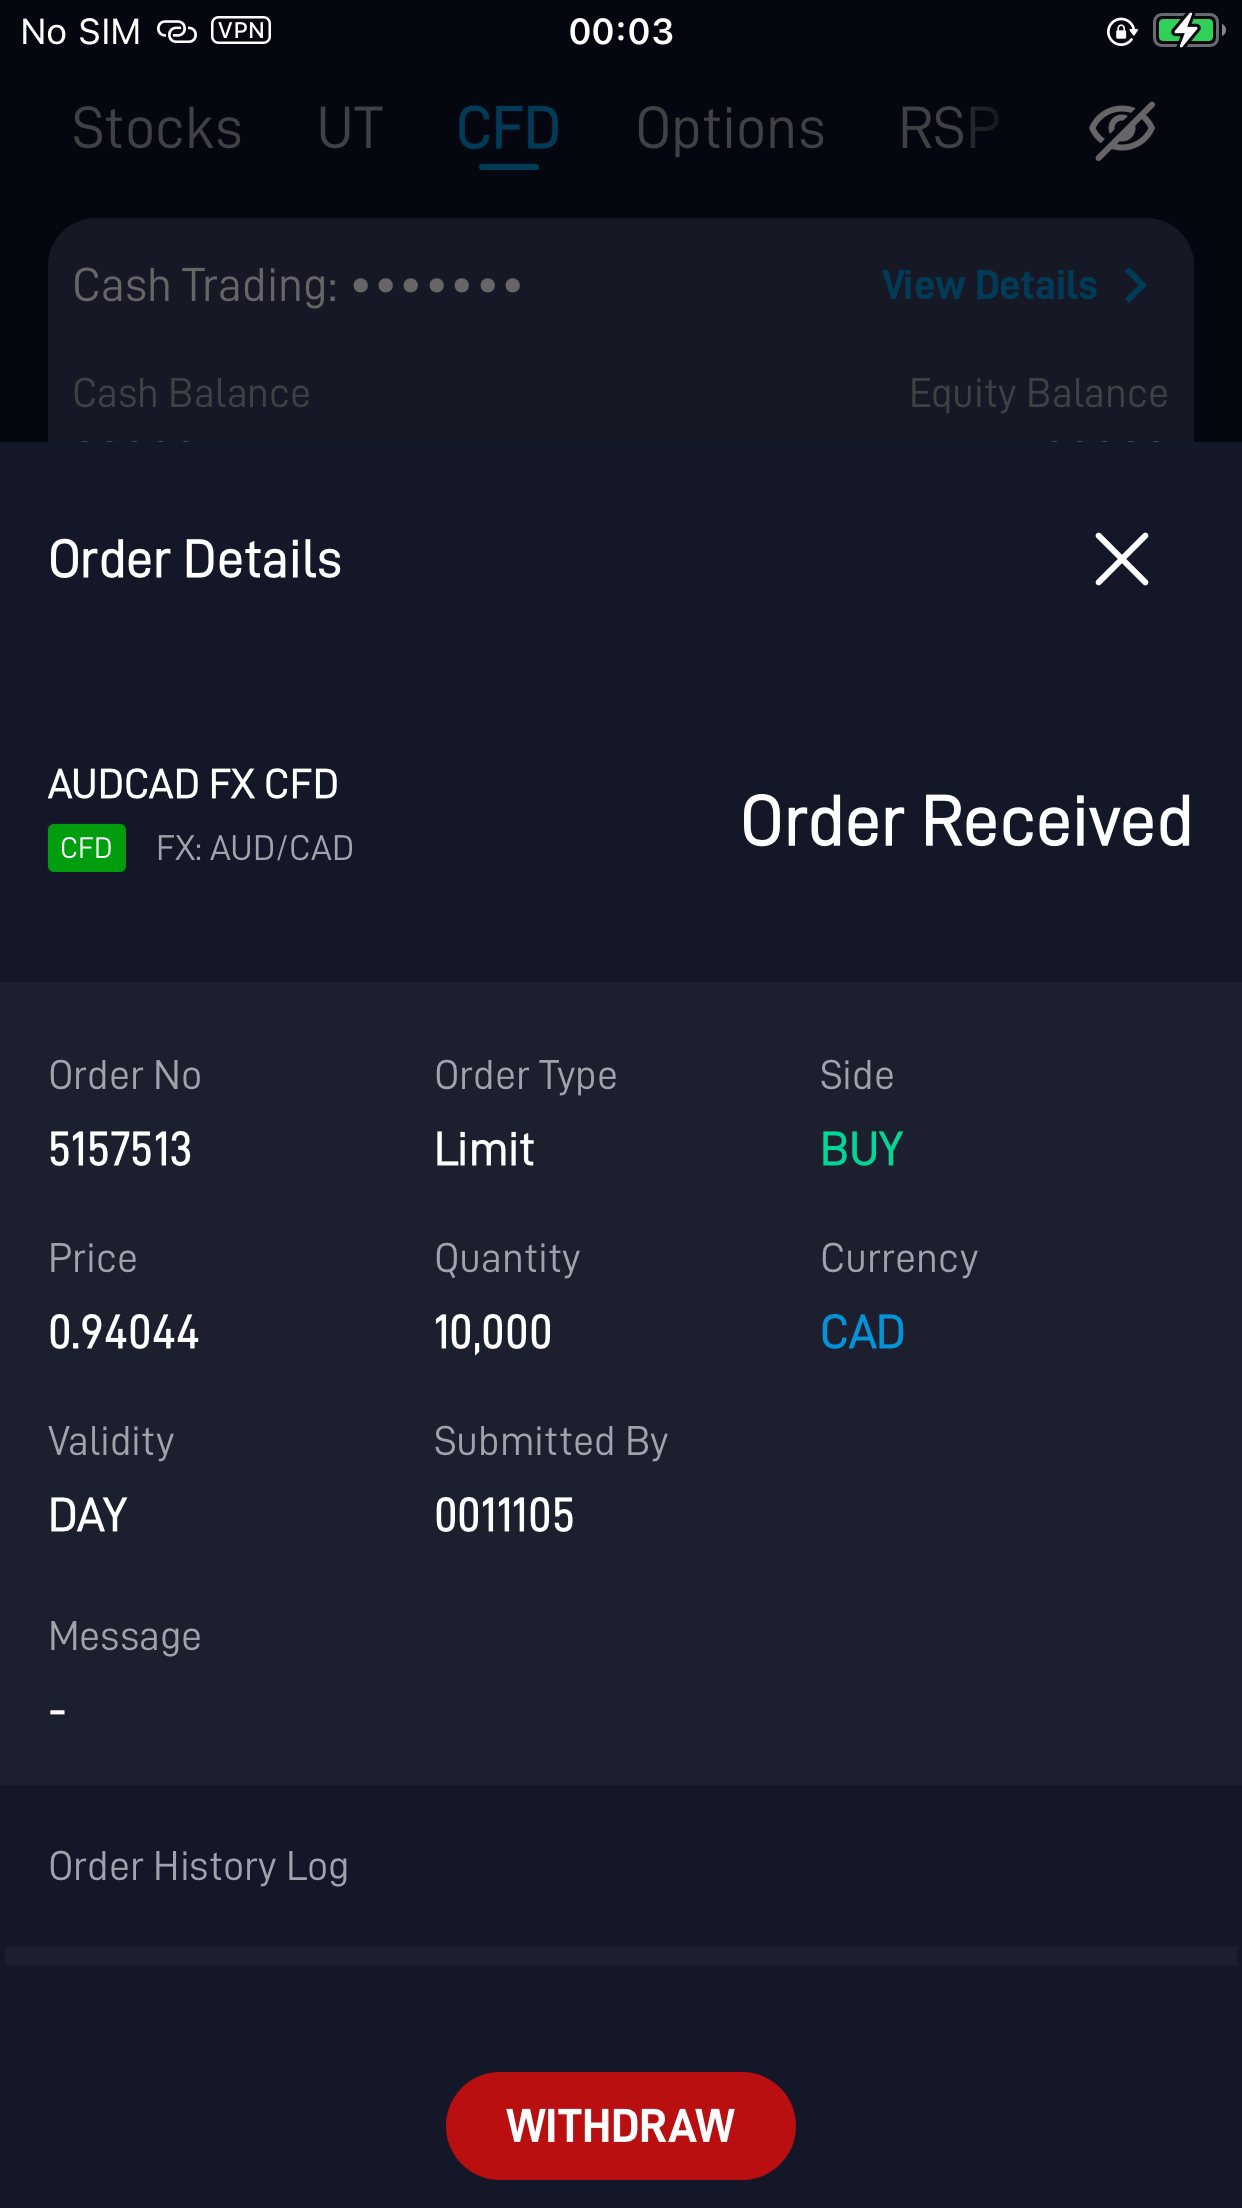 No SIM VPN 00:03
Stocks UT CFD Options RSP
Cash Trading: ••••••• View Details
Cash Balance Equity Balance
Order Details
AUDCAD FX CFD
CFD FX: AUD/CAD
Order Received
Order No Order Type Side
5157513 Limit BUY
Price Quantity Currency
0.94044 10,000 CAD
Validity Submitted By
DAY 0011105
Message
-
Order History Log
WITHDRAW